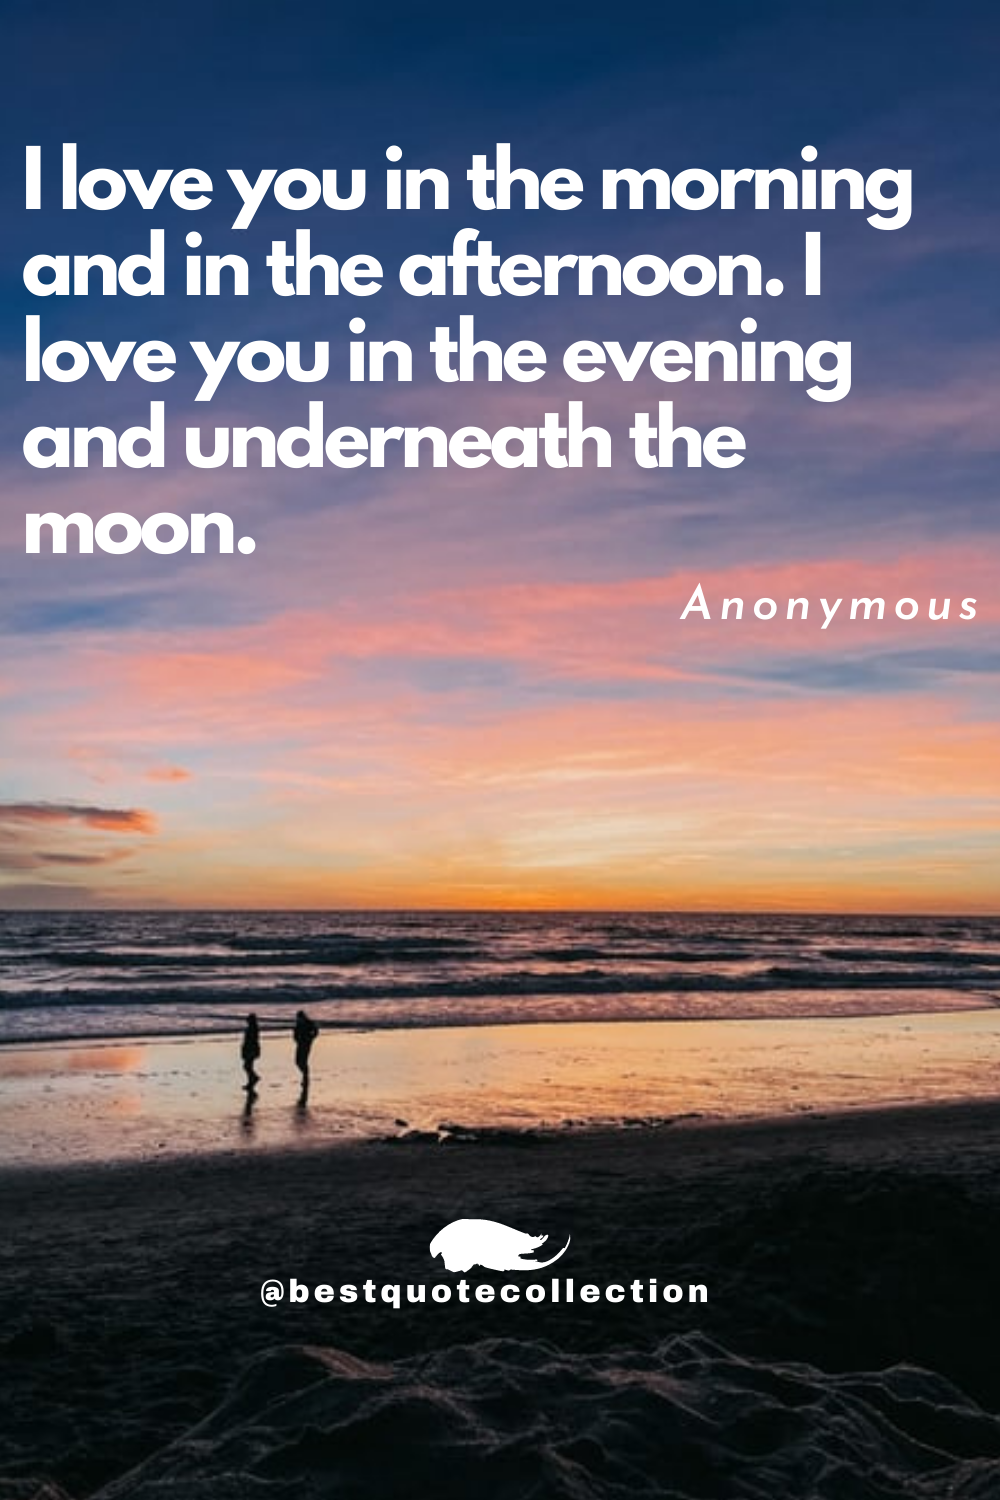 I love you in the morning
and in the afternoon. I
love you in the evening
and underneath the
moon.
Anonymous
@bestquotecollection